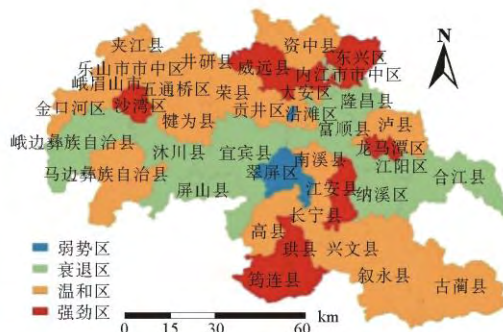 夹江县
资中县
东兴区
N
井研县
威远县
乐山市市中区
内江市市中区
峨眉山市
五通桥区
荣县
大安区
隆昌县
金口河区
沙湾区
贡井区
沿滩区
泸县
犍为县
富顺县
峨边彝族自治县
沐川县
宜宾县
南溪县
龙马潭区
江阳区
合江县
马边彝族自治县
翠屏区
屏山县
江安县
纳溪区
长宁县
高县
珙县
兴文县
筠连县
叙永县
古蔺县
弱势区
衰退区
温和区
强劲区
km
0 15 30 60